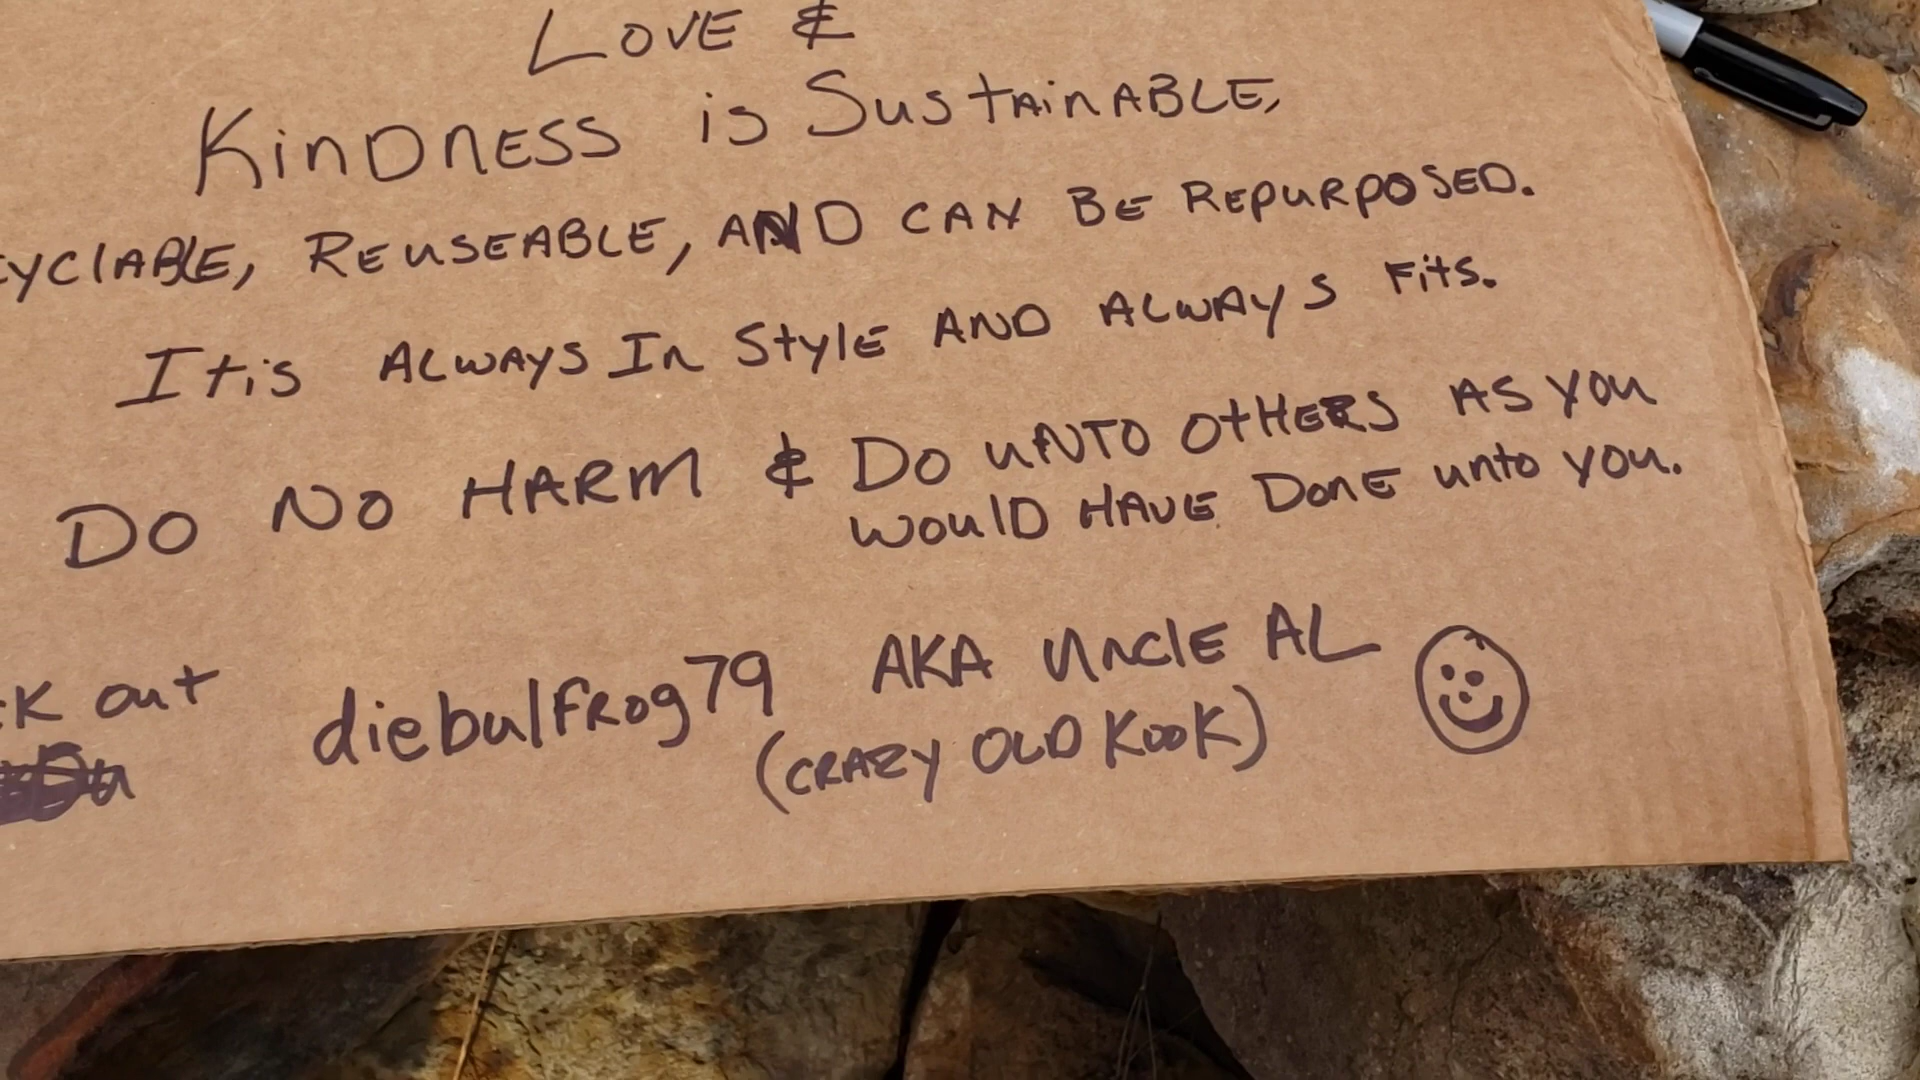 LOVE &
KinDnESS is SustAinABLE,
CYCLABLE, REUSEABLE, AND CAN BE REPURPOSED.
It is ALWAYS In StylE AND ALWAYS Fits.
DO NO HARM & DO uNTO OtHERS AS you
WOulD HAVE DonE unto you.
CK out diebulfRog79 AKA UnclE AL
(CRAZY OLD KooK)